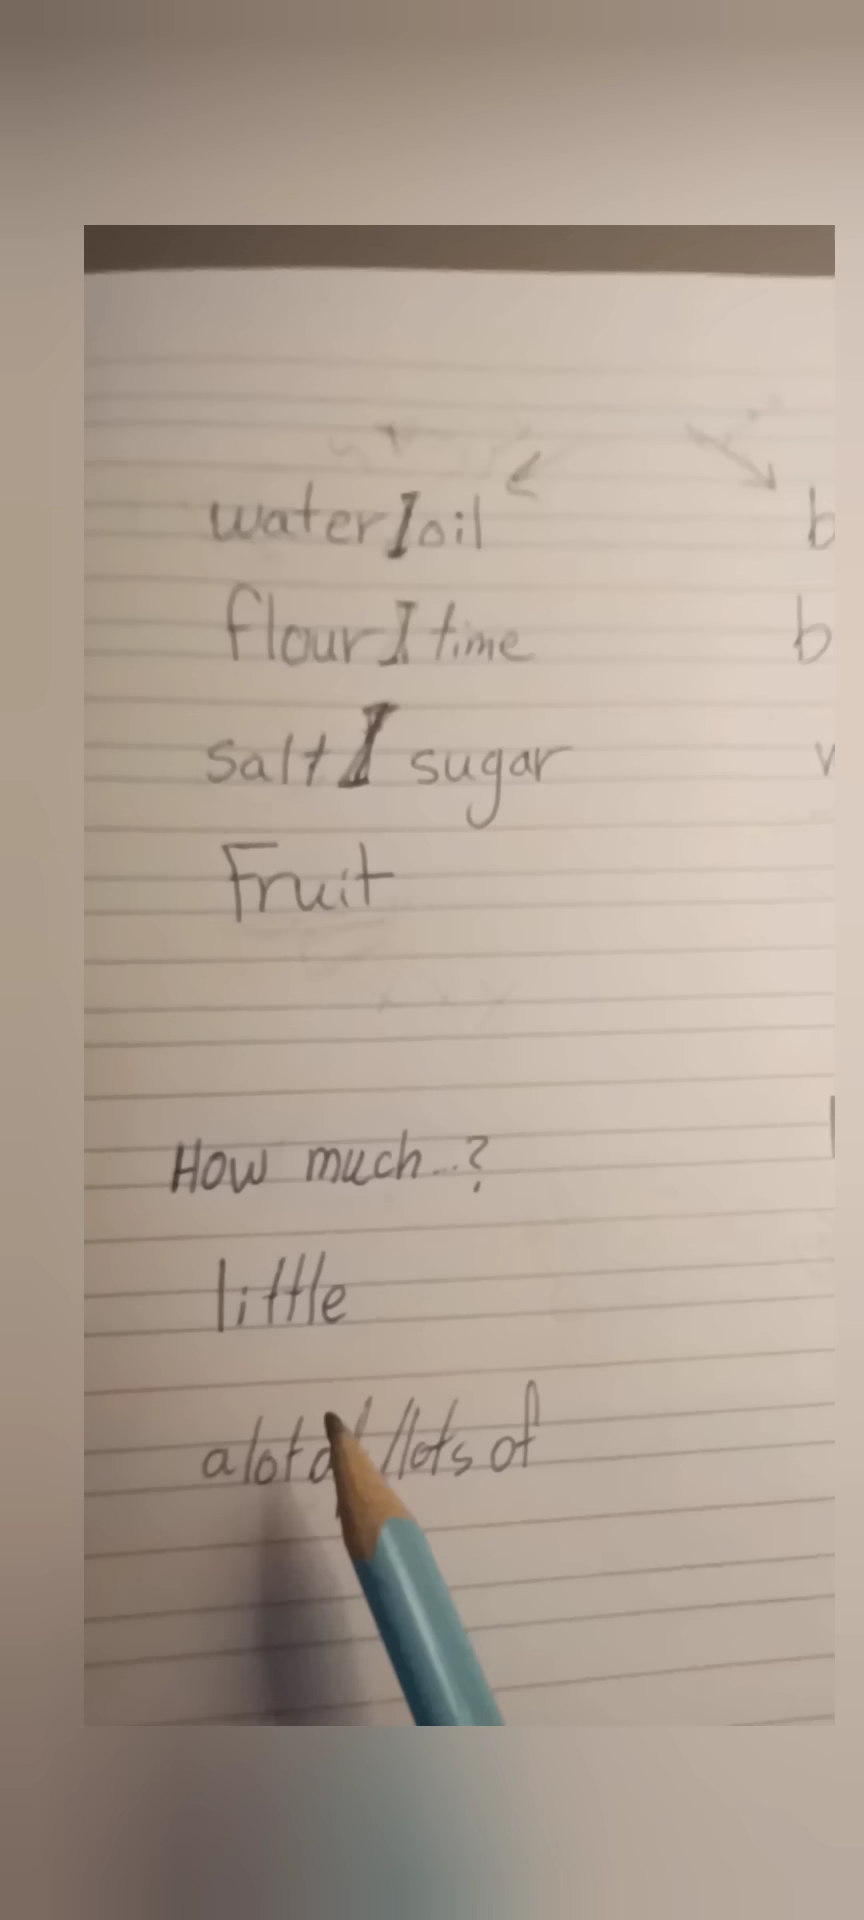 water/oil
flour/time
salt/sugar
Fruit
How much...?
little
a lot of/lots of